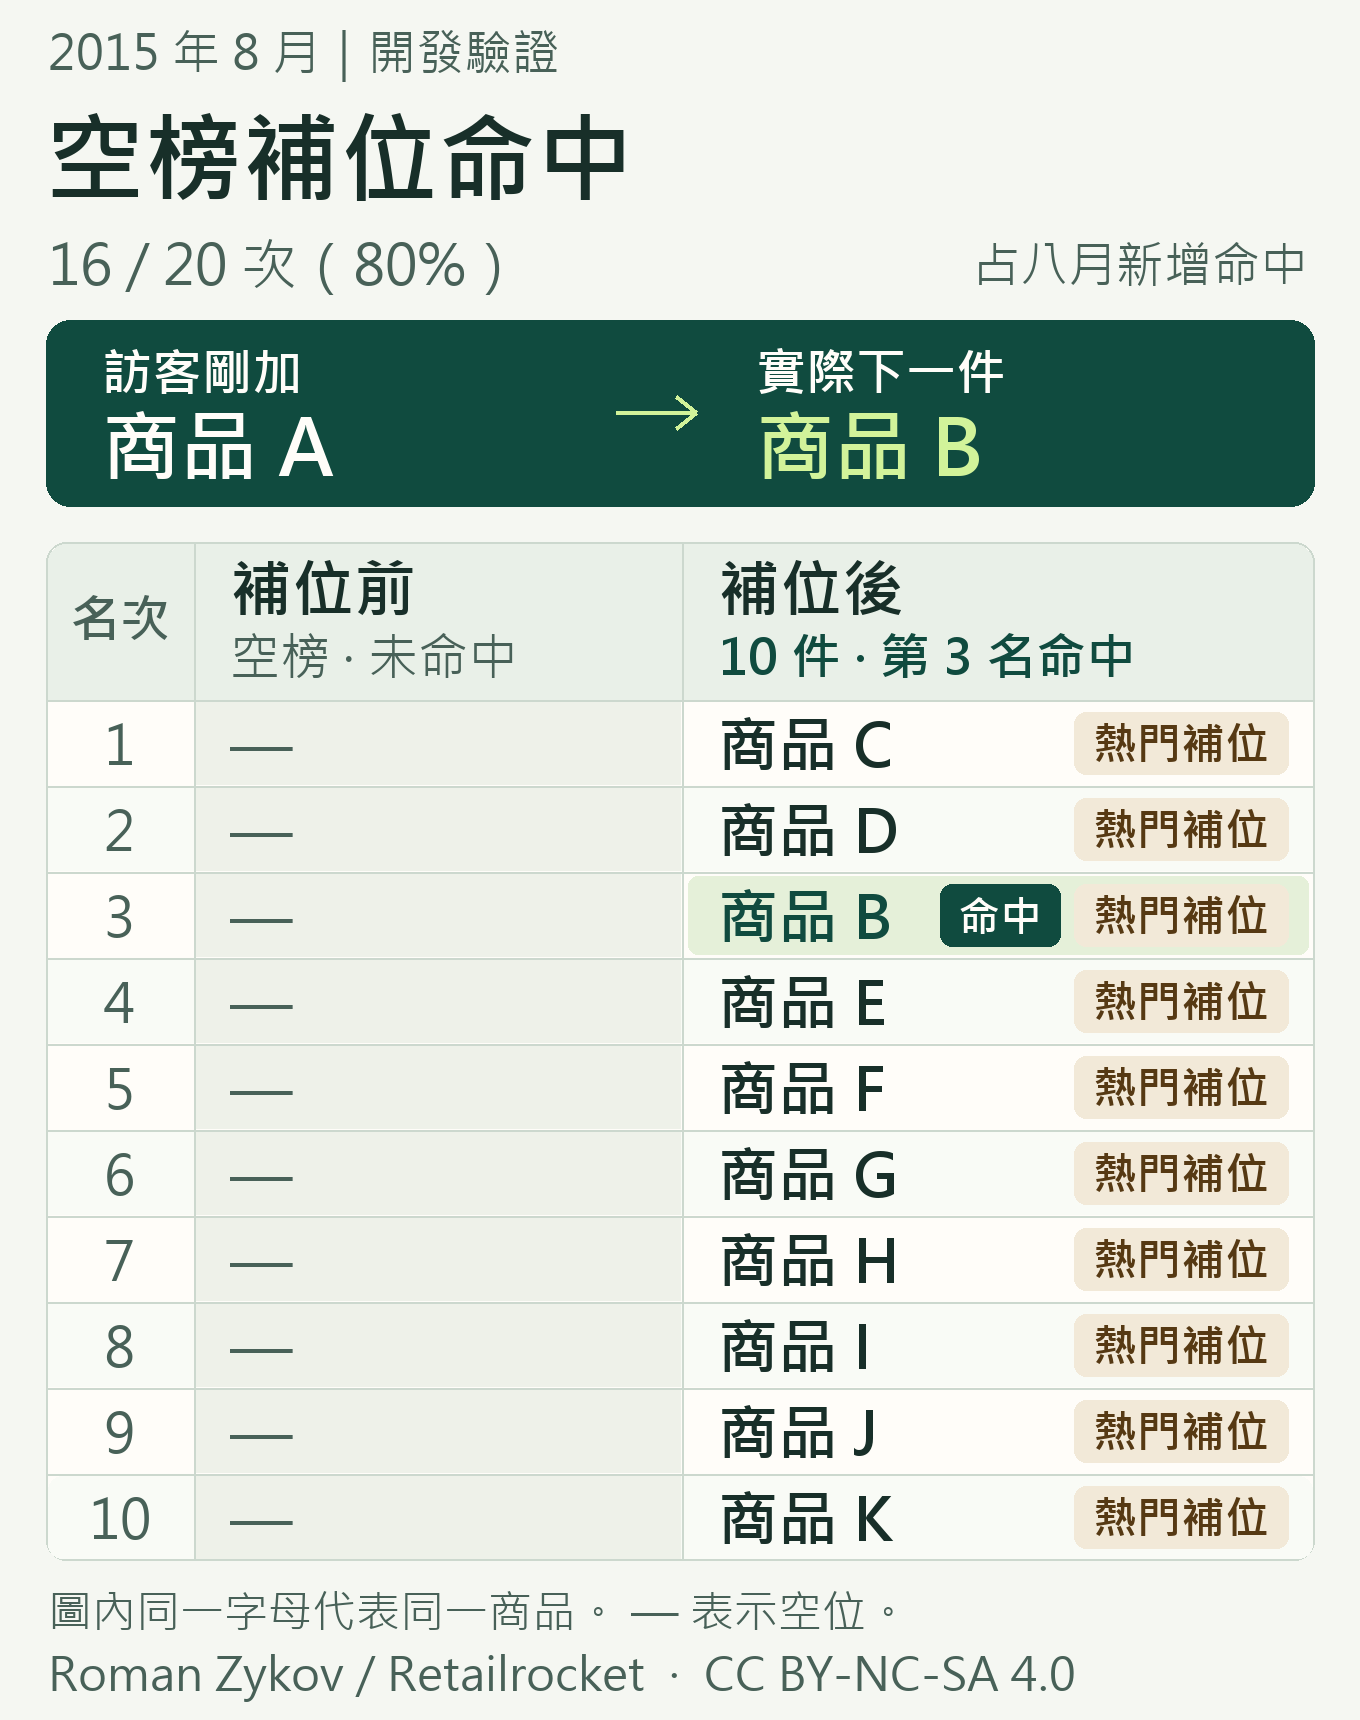 2015 年 8 月 | 開發驗證
空榜補位命中
16 / 20 次 ( 80% )
占八月新增命中
訪客剛加
商品 A
→
實際下一件
商品 B
名次
補位前
空榜 · 未命中
補位後
10 件 · 第 3 名命中
1 — 商品 C 熱門補位
2 — 商品 D 熱門補位
3 — 商品 B 命中 熱門補位
4 — 商品 E 熱門補位
5 — 商品 F 熱門補位
6 — 商品 G 熱門補位
7 — 商品 H 熱門補位
8 — 商品 I 熱門補位
9 — 商品 J 熱門補位
10 — 商品 K 熱門補位
圖內同一字母代表同一商品。 — 表示空位。
Roman Zykov / Retailrocket · CC BY-NC-SA 4.0